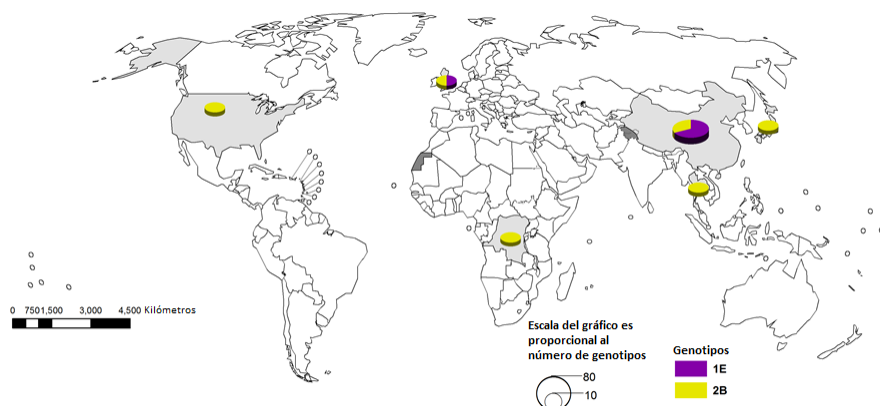 0 7501,500 3,000 4,500 Kilómetros
Escala del gráfico es
proporcional al
número de genotipos
80
10
Genotipos
1E
2B